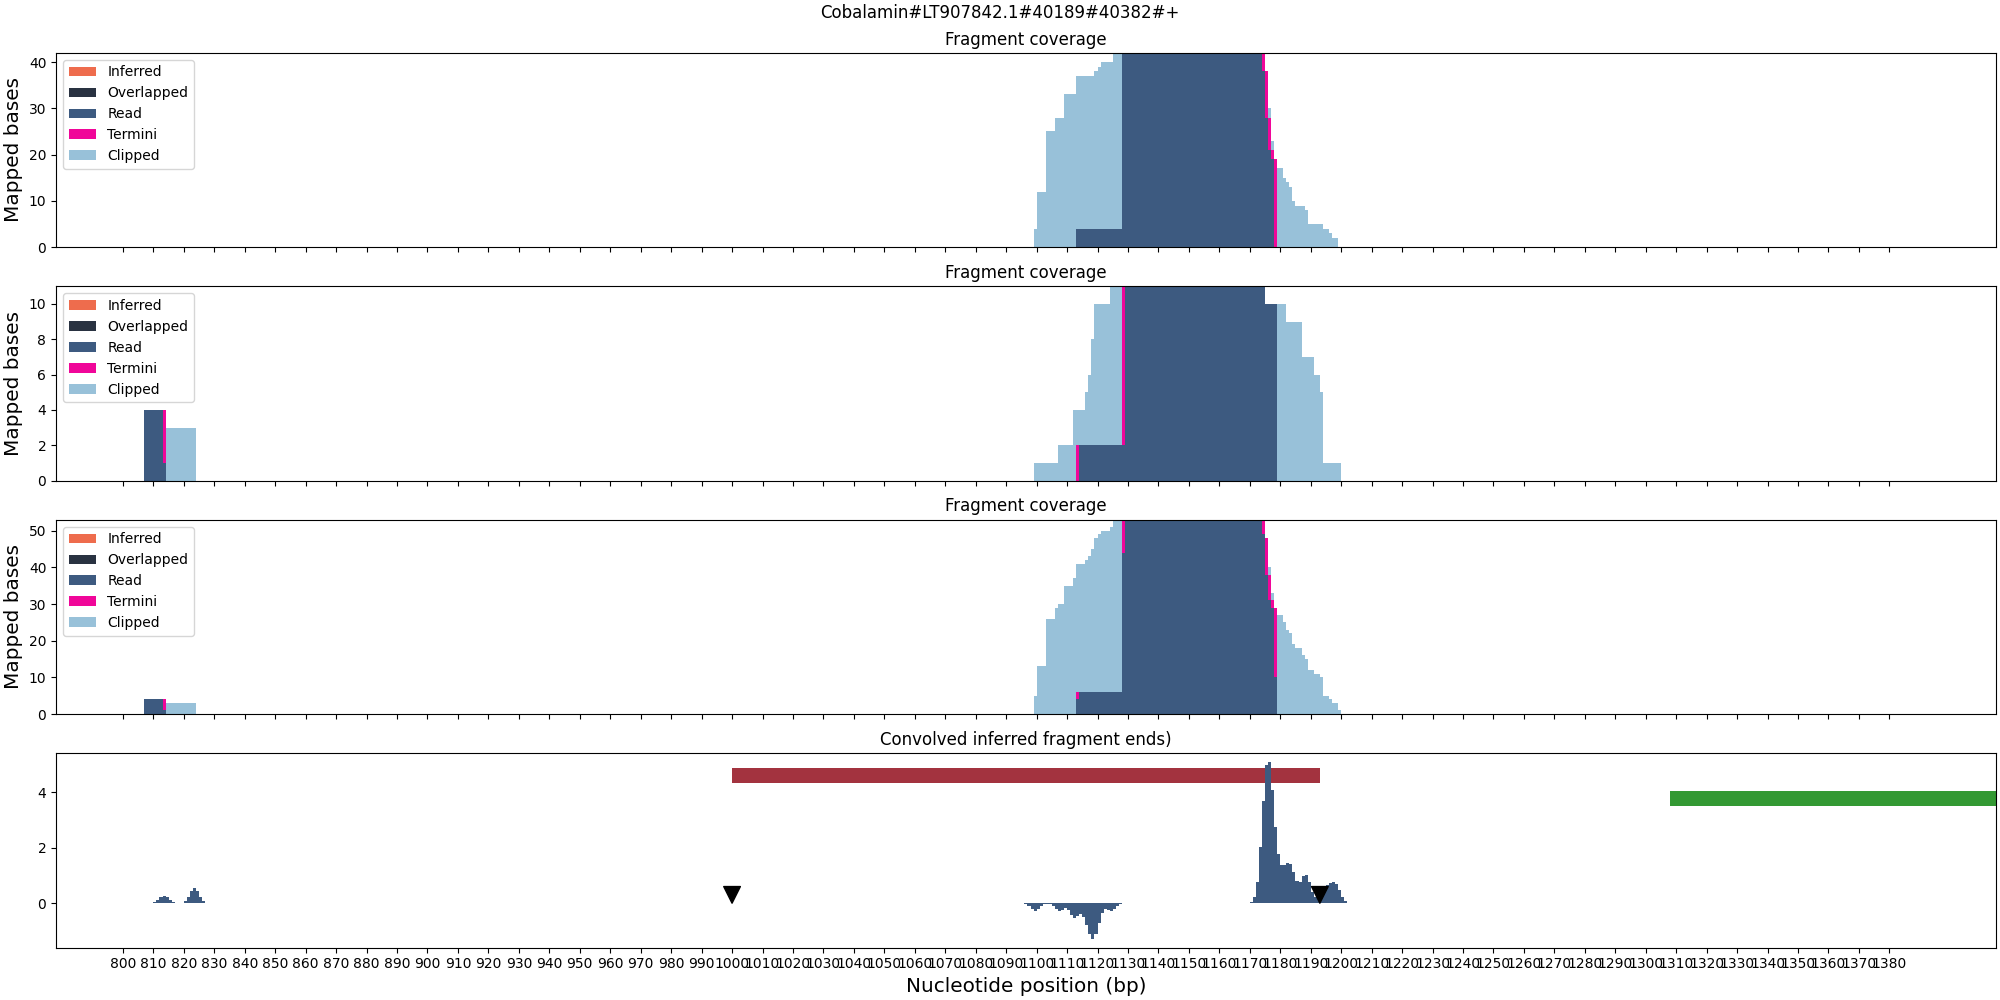 Cobalamin#LT907842.1#40189#40382#+
Fragment coverage
Mapped bases
40
30
20
10
0
Inferred
Overlapped
Read
Termini
Clipped
Fragment coverage
Mapped bases
10
8
6
4
2
0
Inferred
Overlapped
Read
Termini
Clipped
Fragment coverage
Mapped bases
50
40
30
20
10
0
Inferred
Overlapped
Read
Termini
Clipped
Convolved inferred fragment ends)
4
2
0
800 810 820 830 840 850 860 870 880 890 900 910 920 930 940 950 960 970 980 990 1000 1010 1020 1030 1040 1050 1060 1070 1080 1090 1100 1110 1120 1130 1140 1150 1160 1170 1180 1190 1200 1210 1220 1230 1240 1250 1260 1270 1280 1290 1300 1310 1320 1330 1340 1350 1360 1370 1380
Nucleotide position (bp)